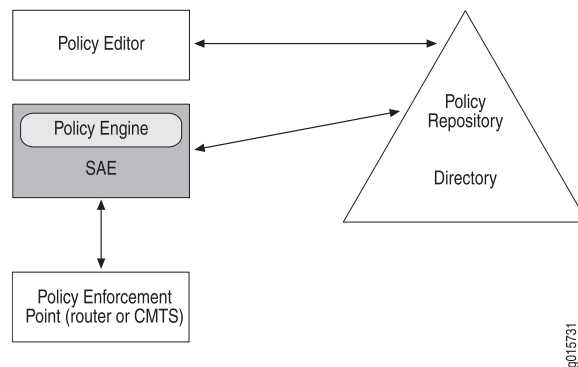 Policy Editor
Policy Engine
SAE
Policy Enforcement
Point (router or CMTS)
Policy
Repository
Directory
g015731